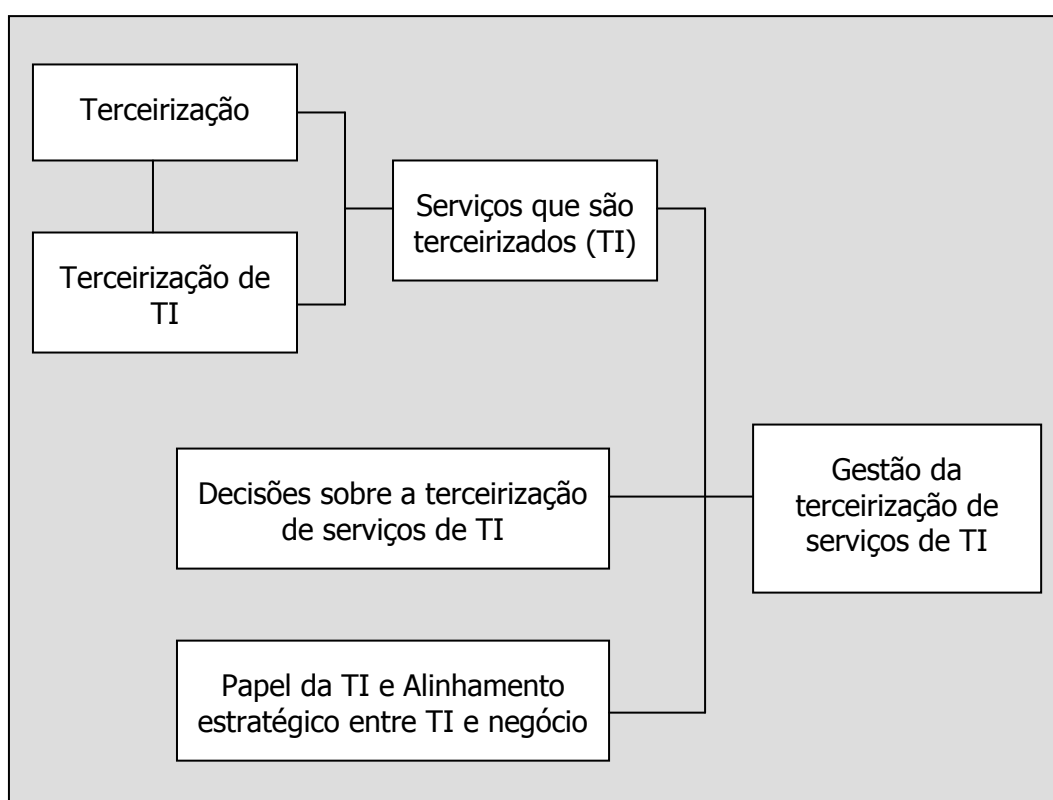 Terceirização
Terceirização de
TI
Serviços que são
terceirizados (TI)
Decisões sobre a terceirização
de serviços de TI
Papel da TI e Alinhamento
estratégico entre TI e negócio
Gestão da
terceirização de
serviços de TI